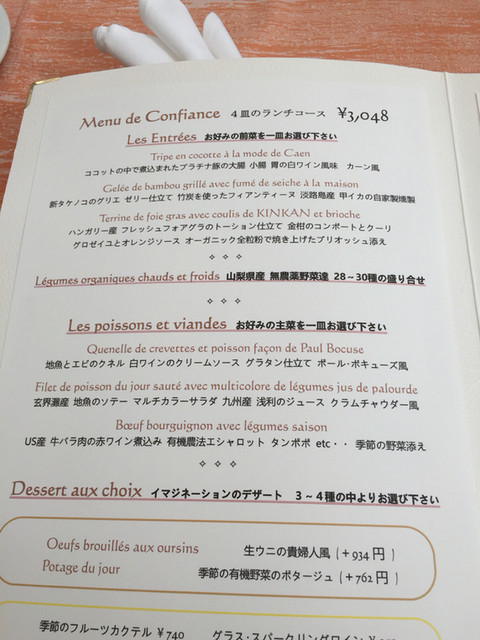 Menu de Confiance 4皿のランチコース ¥3,048
Les Entrées お好みの前菜を一皿お選び下さい
Tripe en cocotte à la mode de Caen
ココットの中で煮込まれたプラチナ豚の大腸 小腸 胃の白ワイン風味 カーン風
Gelée de bambou grillé avec fumé de seiche à la maison
新タケノコのグリエ ゼリー仕立て 竹炭を使ったフィアンティーヌ 淡路島産 甲イカの自家製燻製
Terrine de foie gras avec coulis de KINKAN et brioche
ハンガリー産 フレッシュフォアグラのトーション仕立て 金柑のコンポートとクーリ
グロゼイユとオレンジソース オーガニック全粒粉で焼き上げたブリオッシュ添え
Légumes organiques chauds et froids 山梨県産 無農薬野菜達 28～30種の盛り合せ
Les poissons et viandes お好みの主菜を一皿お選び下さい
Quenelle de crevettes et poisson façon de Paul Bocuse
地魚とエビのクネル 白ワインのクリームソース グラタン仕立て ポール・ボキューズ風
Filet de poisson du jour sauté avec multicolore de légumes jus de palourde
玄界灘産 地魚のソテー マルチカラーサラダ 九州産 浅利のジュース クラムチャウダー風
Bœuf bourguignon avec légumes saison
US産 牛バラ肉の赤ワイン煮込み 有機農法エシャロット タンポポ etc・・ 季節の野菜添え
Dessert aux choix イマジネーションのデザート 3～4種の中よりお選び下さい
Oeufs brouillés aux oursins 生ウニの貴婦人風 (+934円)
Potage du jour 季節の有機野菜のポタージュ (+762円)
季節のフルーツカクテル ¥740 グラス・スパークリングワイン